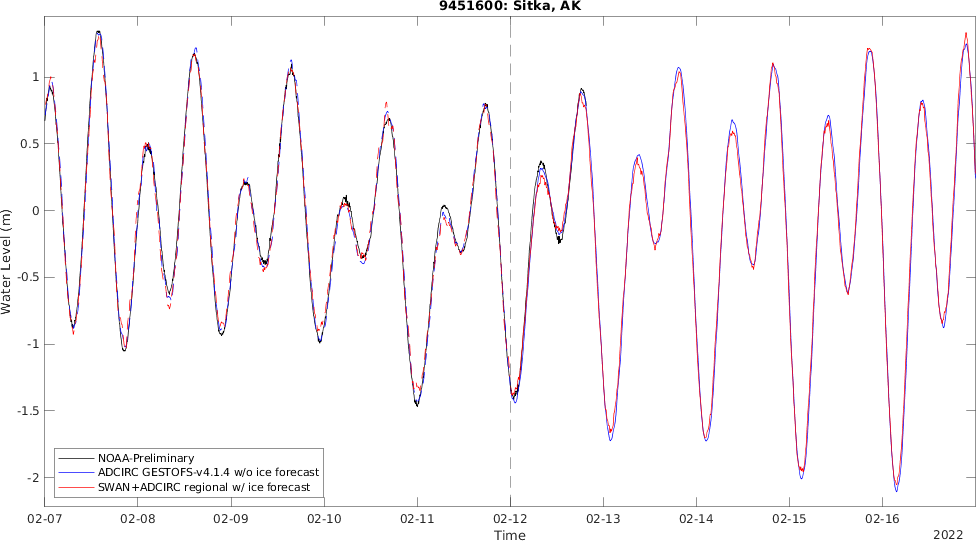 9451600: Sitka, AK
1
0.5
0
-0.5
-1
-1.5
-2
Water Level (m)
NOAA-Preliminary
ADCIRC GESTOFS-v4.1.4 w/o ice forecast
SWAN+ADCIRC regional w/ ice forecast
02-07 02-08 02-09 02-10 02-11 02-12 02-13 02-14 02-15 02-16
Time
2022